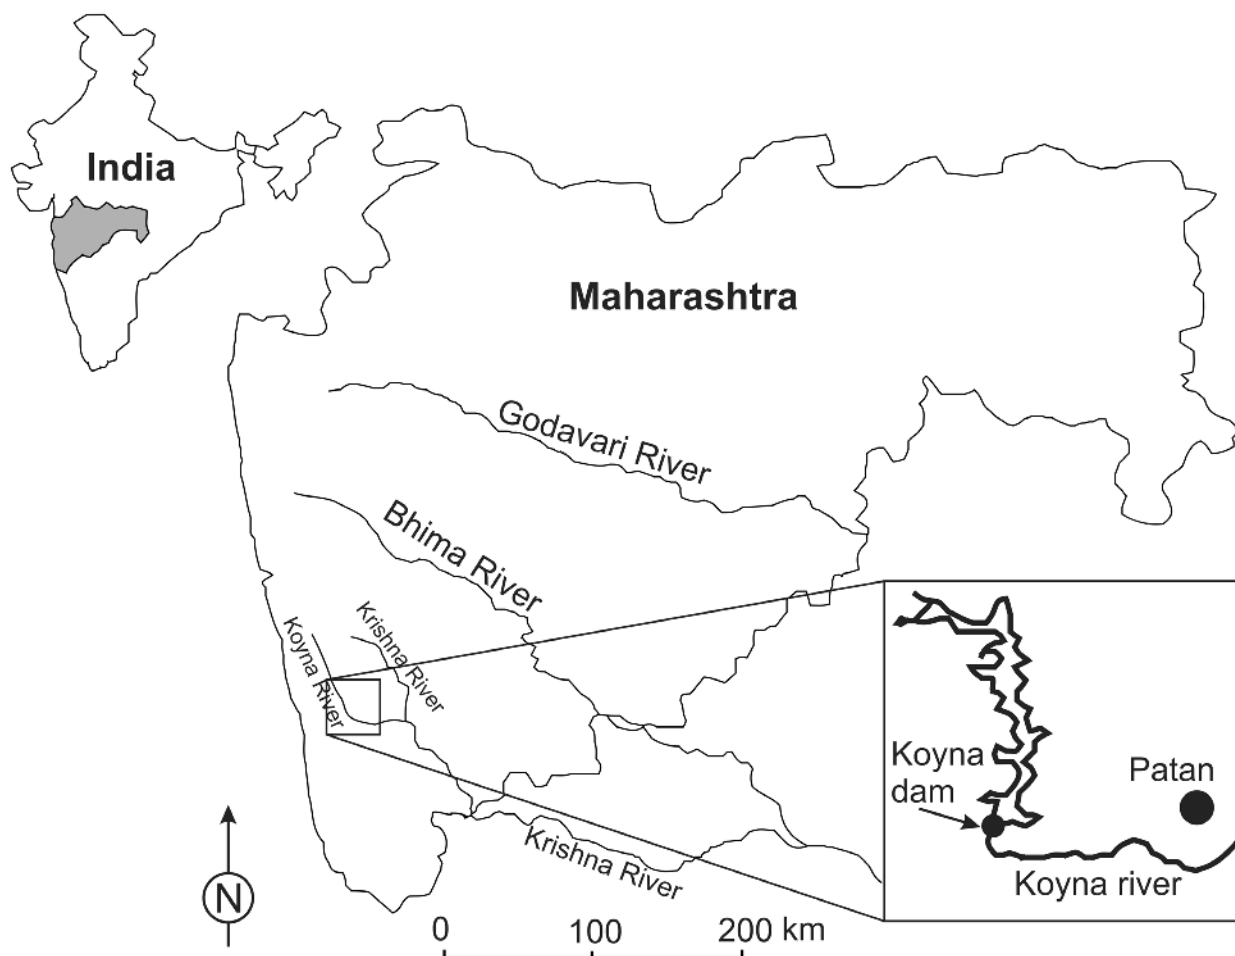 India
Maharashtra
Godavari River
Bhima River
Krishna River
Koyna River
Koyna
dam
Patan
Koyna river
Krishna River
N
0 100 200 km